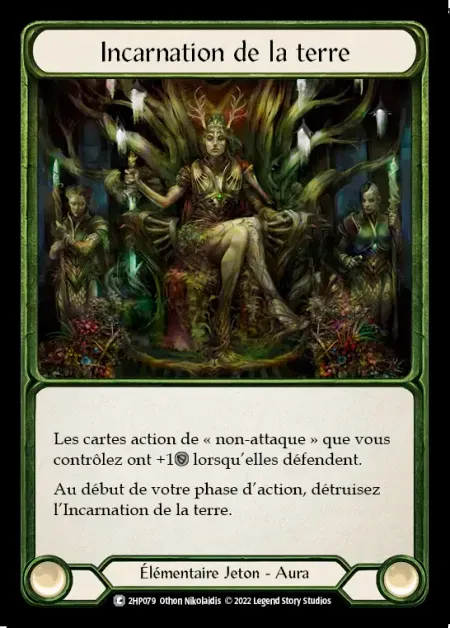 Incarnation de la terre
Les cartes action de « non-attaque » que vous
contrôlez ont +1 lorsqu'elles défendent.
Au début de votre phase d'action, détruisez
l'Incarnation de la terre.
Élémentaire Jeton - Aura
C 2HP079 Othon Nikolaidis © 2022 Legend Story Studios